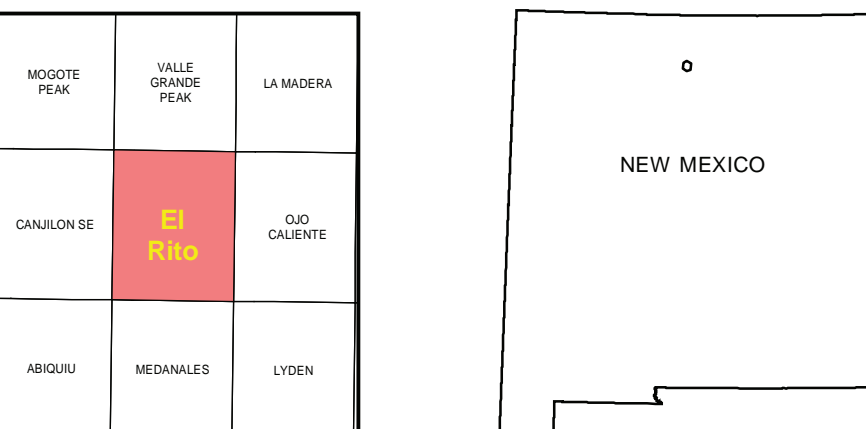 MOGOTE
PEAK
VALLE
GRANDE
PEAK
LA MADERA
CANJILON SE
El
Rito
OJO
CALIENTE
ABIQUIU
MEDANALES
LYDEN
NEW MEXICO